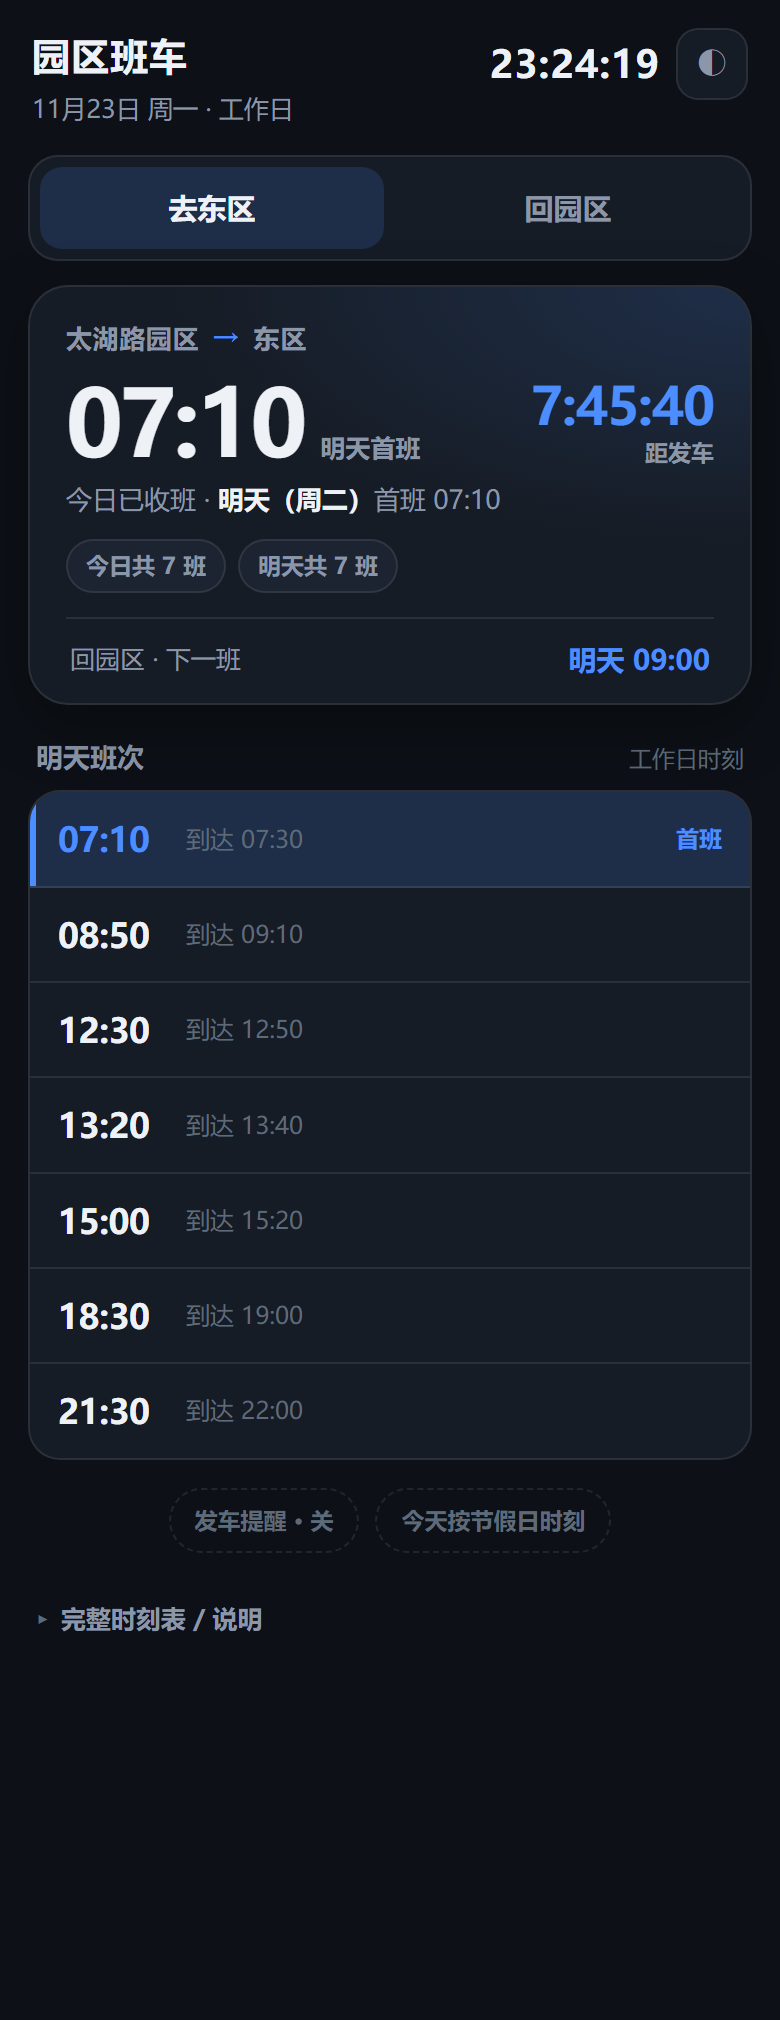 园区班车
23:24:19
11月23日 周一 · 工作日
去东区
回园区
太湖路园区 → 东区
07:10 明天首班
7:45:40
距发车
今日已收班 · 明天（周二）首班 07:10
今日共 7 班
明天共 7 班
回园区 · 下一班
明天 09:00
明天班次
工作日时刻
07:10 到达 07:30 首班
08:50 到达 09:10
12:30 到达 12:50
13:20 到达 13:40
15:00 到达 15:20
18:30 到达 19:00
21:30 到达 22:00
发车提醒 · 关
今天按节假日时刻
▸ 完整时刻表 / 说明